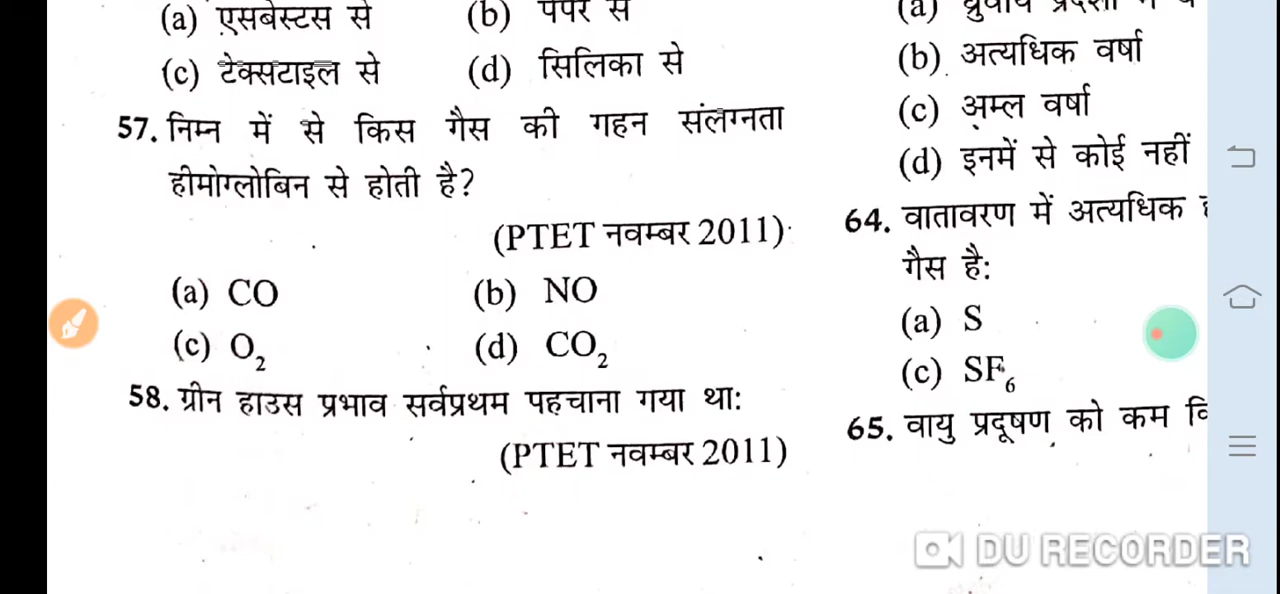 (a) एसबेस्टस से (b) पेपर से
(c) टेक्सटाइल से (d) सिलिका से
57. निम्न में से किस गैस की गहन संलग्नता
हीमोग्लोबिन से होती है?
(PTET नवम्बर 2011)
(a) CO (b) NO
(c) O₂ (d) CO₂
58. ग्रीन हाउस प्रभाव सर्वप्रथम पहचाना गया था:
(PTET नवम्बर 2011)
(a)
(b) अत्यधिक वर्षा
(c) अम्ल वर्षा
(d) इनमें से कोई नहीं
64. वातावरण में अत्यधिक
गैस है:
(a) S
(c) SF₆
65. वायु प्रदूषण को कम
DU RECORDER